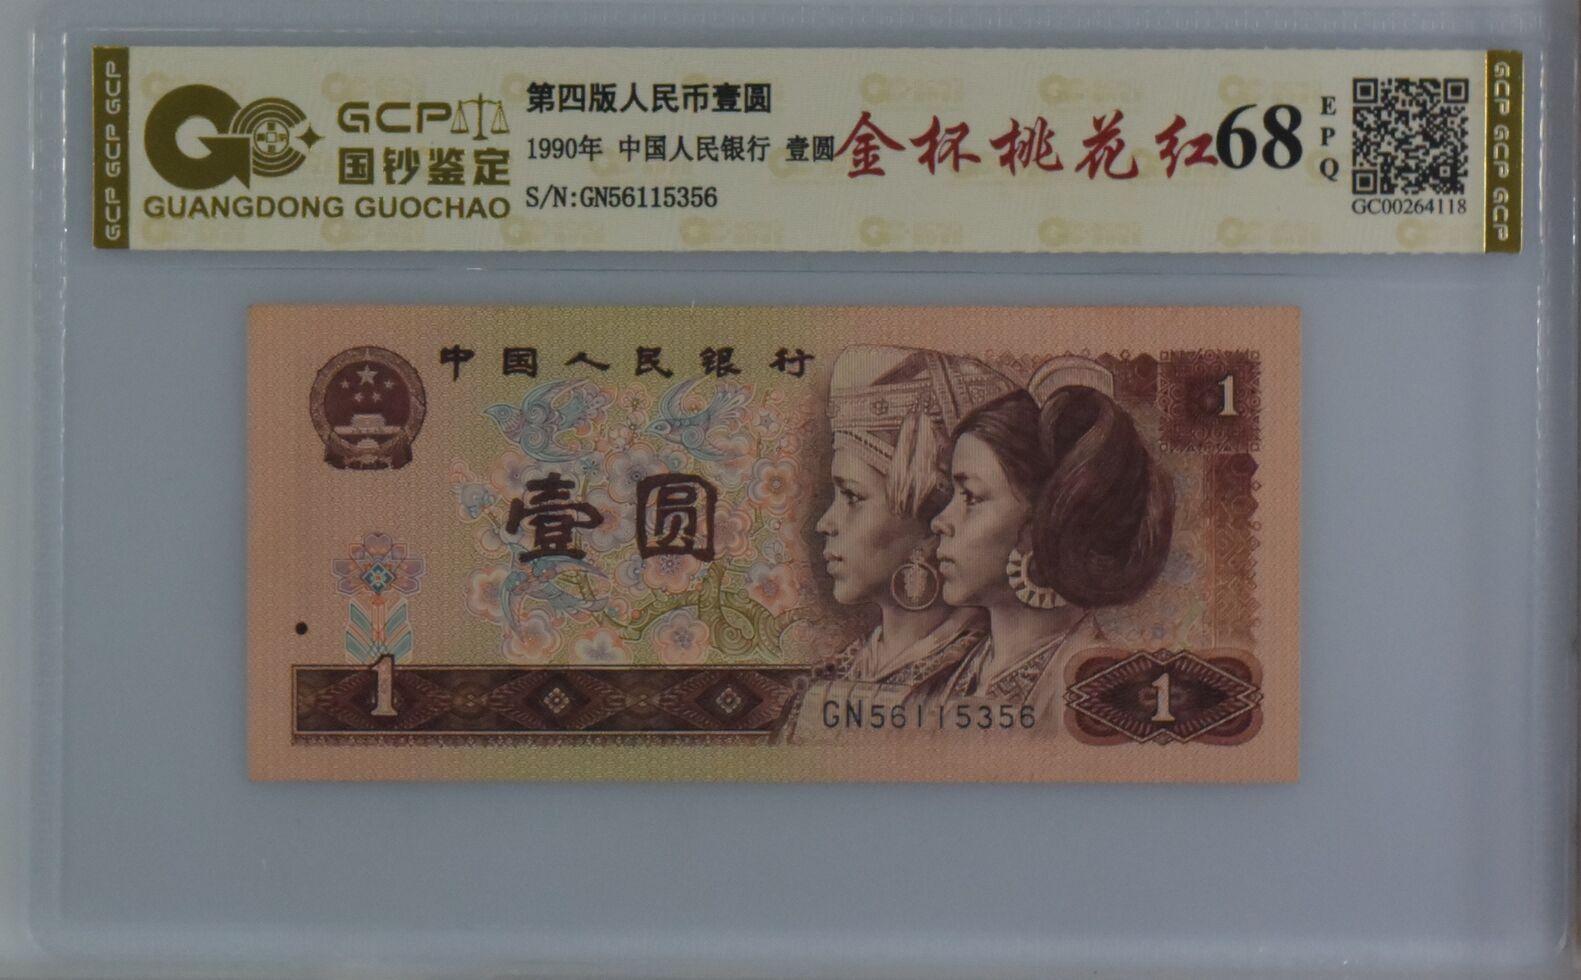 GCP GCP GCP
GCP
国钞鉴定
GUANGDONG GUOCHAO
第四版人民币壹圆
1990年 中国人民银行 壹圆
S/N:GN56115356
金杯桃花红
68
EPQ
GC00264118
GCP GCP GCP
中国人民银行
1
壹圆
1
GN56115356
1